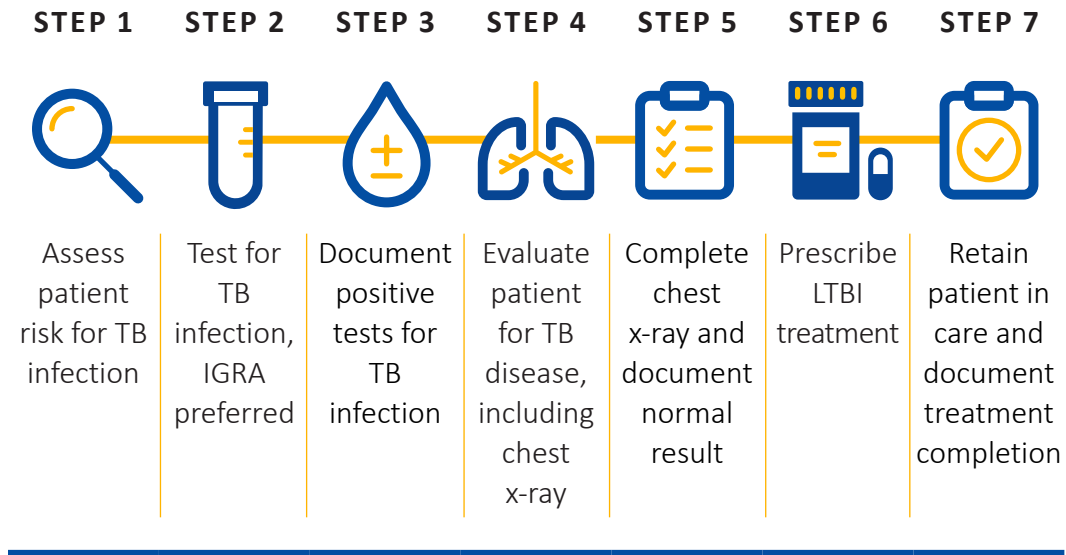 STEP 1
STEP 2
STEP 3
STEP 4
STEP 5
STEP 6
STEP 7
Assess
patient
risk for TB
infection
Test for
TB
infection,
IGRA
preferred
Document
positive
tests for
TB
infection
Evaluate
patient
for TB
disease,
including
chest
x-ray
Complete
chest
x-ray and
document
normal
result
Prescribe
LTBI
treatment
Retain
patient in
care and
document
treatment
completion